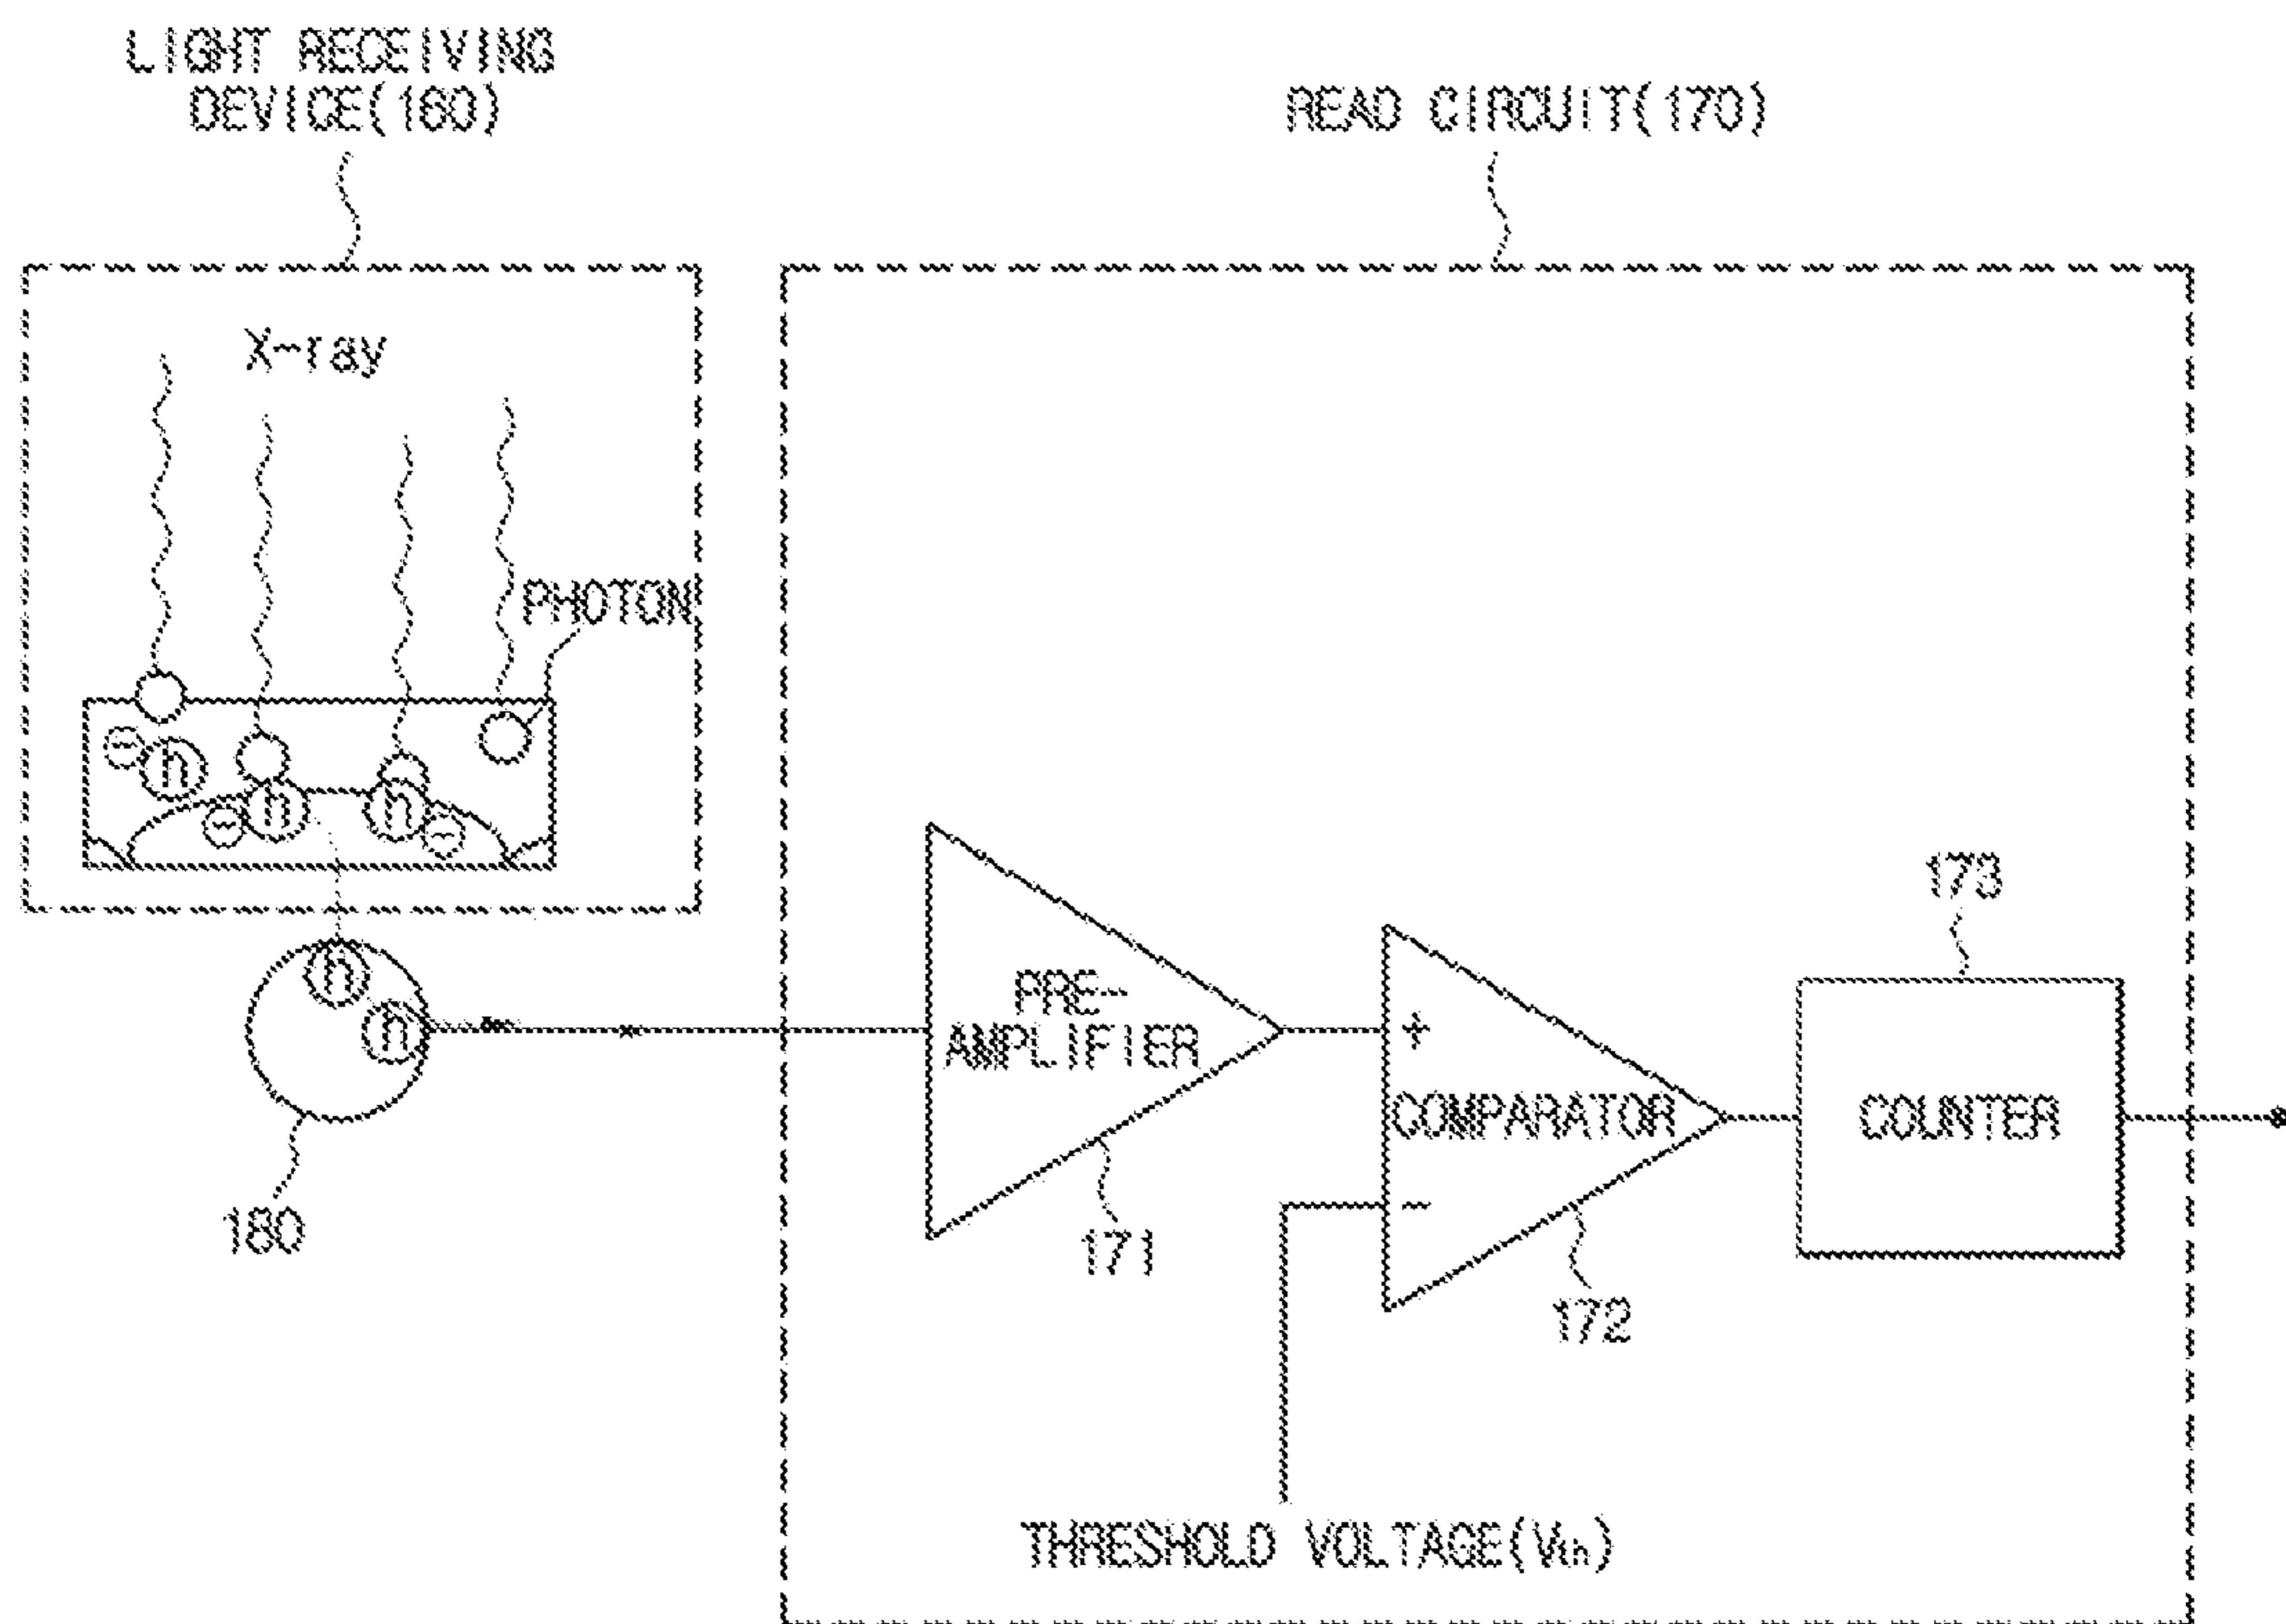 LIGHT RECEIVING
DEVICE(160)
READ CIRCUIT(170)
X-ray
PHOTON
- h
h
h
-
-
h
h
180
PRE-
AMPLIFIER
171
+
COMPARATOR
-
172
173
COUNTER
THRESHOLD VOLTAGE(Vth)